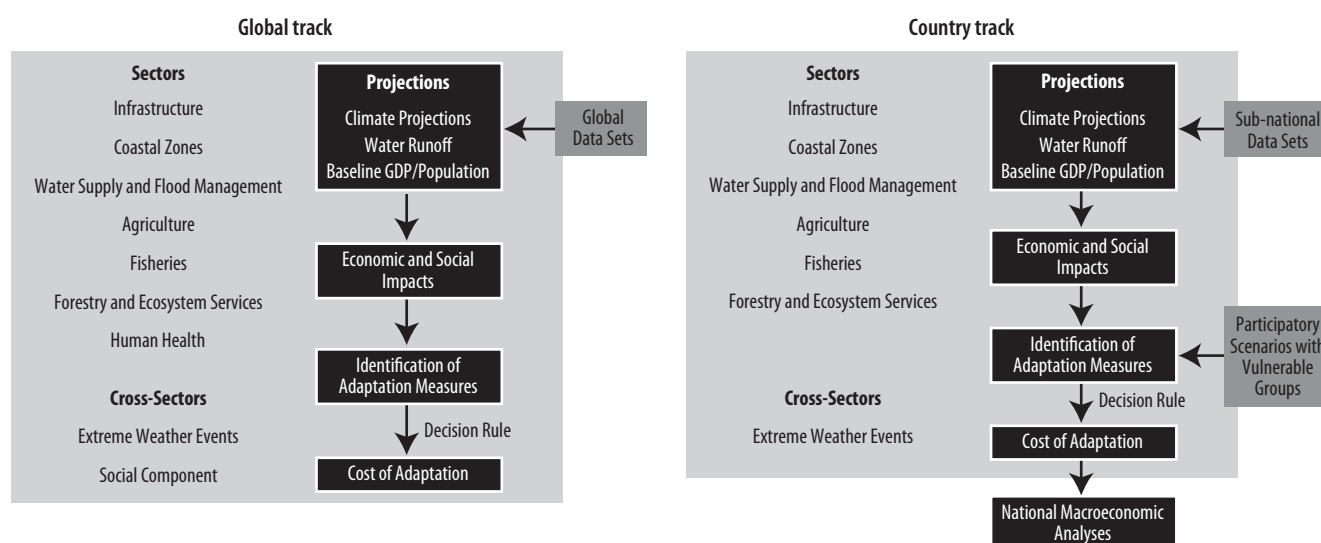 Global track
Sectors
Infrastructure
Coastal Zones
Water Supply and Flood Management
Agriculture
Fisheries
Forestry and Ecosystem Services
Human Health
Cross-Sectors
Extreme Weather Events
Social Component
Projections
Climate Projections
Water Runoff
Baseline GDP/Population
Global
Data Sets
Economic and Social
Impacts
Identification of
Adaptation Measures
Decision Rule
Cost of Adaptation
Country track
Sectors
Infrastructure
Coastal Zones
Water Supply and Flood Management
Agriculture
Fisheries
Forestry and Ecosystem Services
Cross-Sectors
Extreme Weather Events
Projections
Climate Projections
Water Runoff
Baseline GDP/Population
Sub-national
Data Sets
Economic and Social
Impacts
Identification of
Adaptation Measures
Participatory
Scenarios with
Vulnerable
Groups
Decision Rule
Cost of Adaptation
National Macroeconomic
Analyses